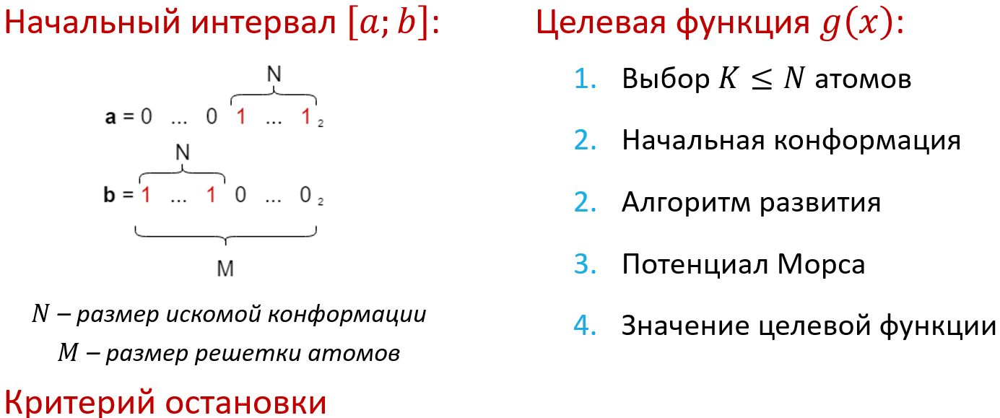 Начальный интервал [a; b]:
N
a = 0 ... 0 1 ... 1 2
N
b = 1 ... 1 0 ... 0 2
M
N – размер искомой конформации
M – размер решетки атомов
Критерий остановки
Целевая функция g(x):
1. Выбор K ≤ N атомов
2. Начальная конформация
2. Алгоритм развития
3. Потенциал Морса
4. Значение целевой функции